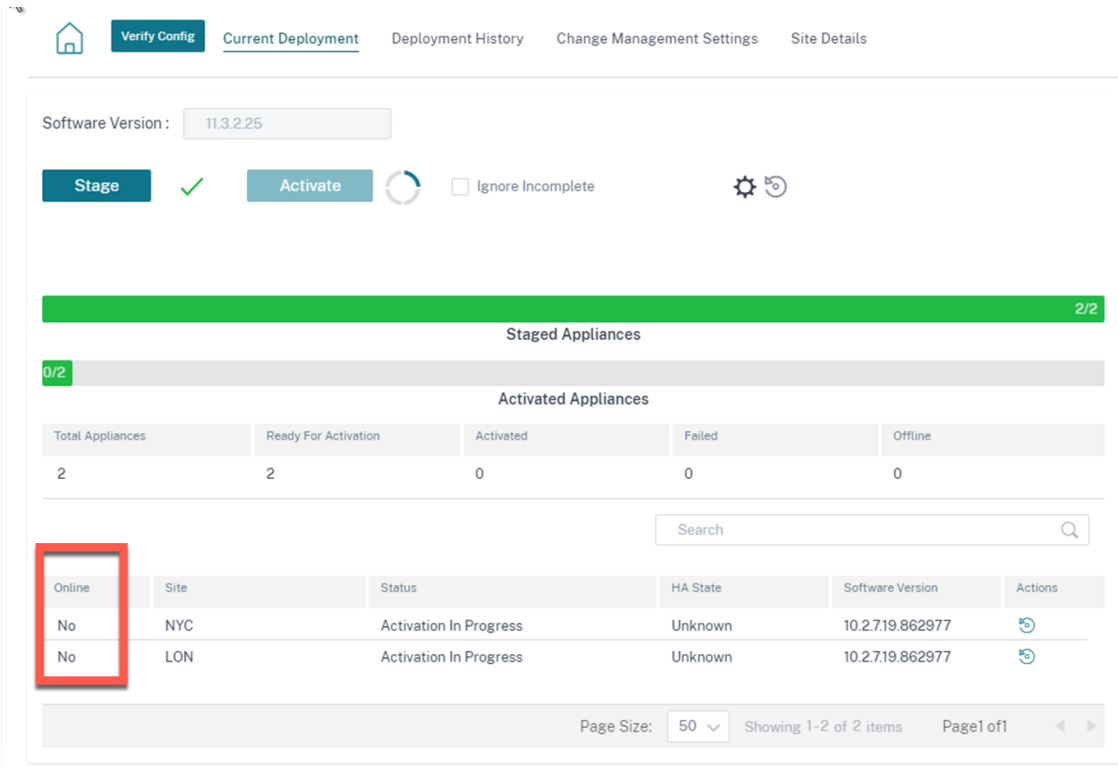 Verify Config Current Deployment Deployment History Change Management Settings Site Details
Software Version : 11.3.2.25
Stage Activate Ignore Incomplete
2/2
Staged Appliances
0/2
Activated Appliances
Total Appliances Ready For Activation Activated Failed Offline
2 2 0 0 0
Search
Online Site Status HA State Software Version Actions
No NYC Activation In Progress Unknown 10.2.7.19.862977
No LON Activation In Progress Unknown 10.2.7.19.862977
Page Size: 50 Showing 1-2 of 2 items Page1 of1